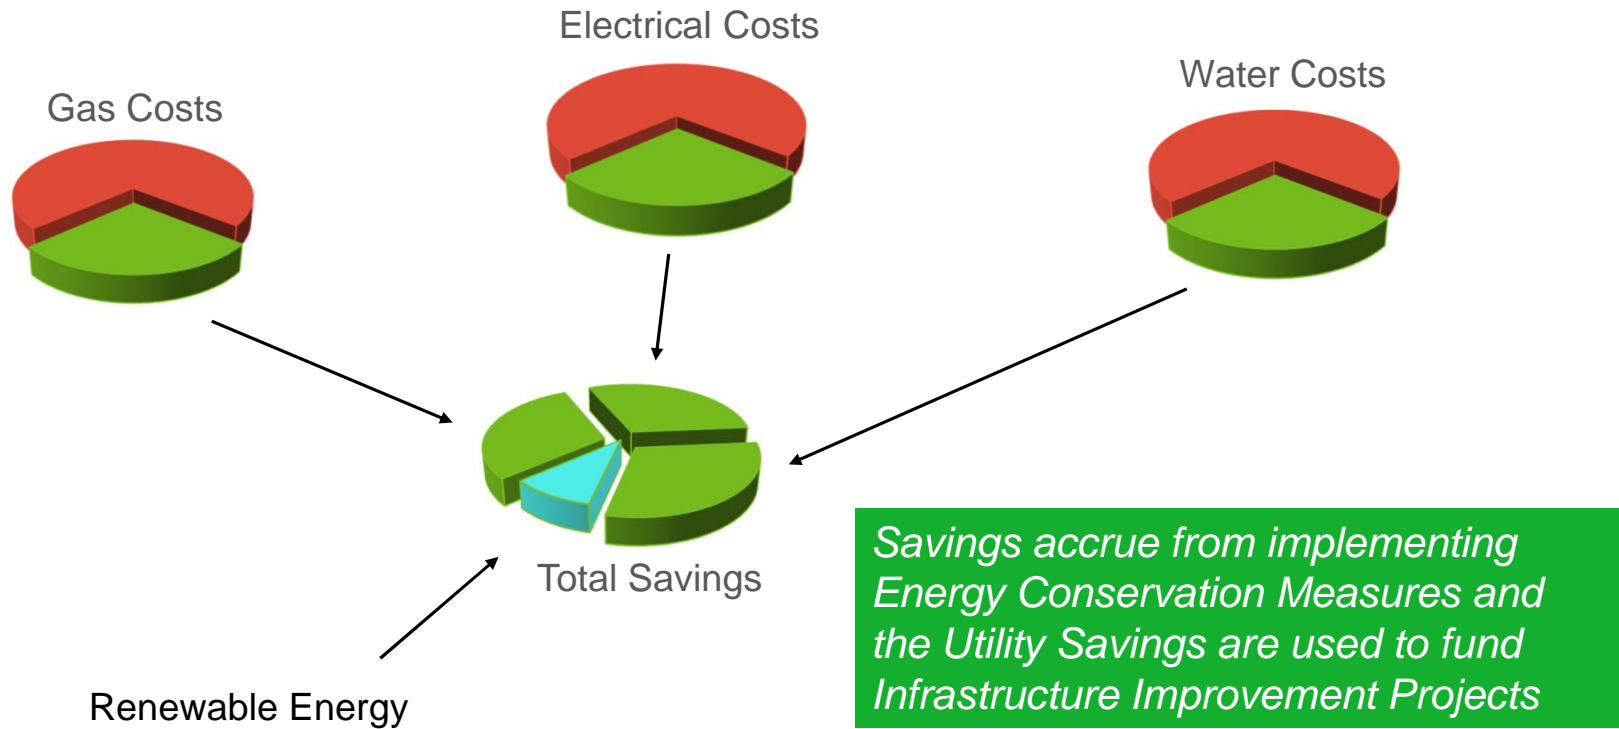 Electrical Costs
Water Costs
Gas Costs
Total Savings
Savings accrue from implementing
Energy Conservation Measures and
the Utility Savings are used to fund
Infrastructure Improvement Projects
Renewable Energy